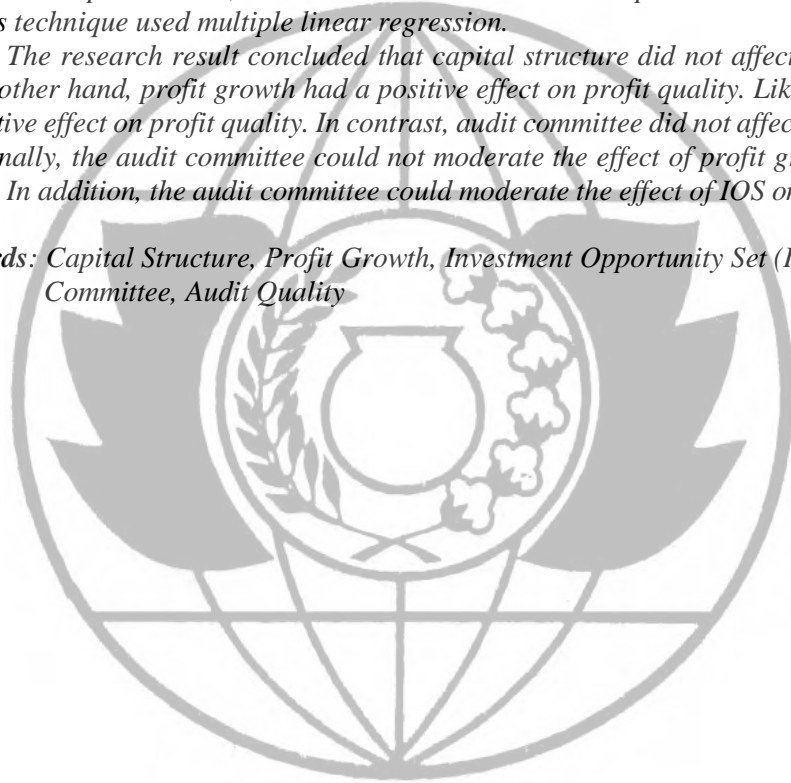 s technique used multiple linear regression.
The research result concluded that capital structure did not affect
other hand, profit growth had a positive effect on profit quality. Lik
tive effect on profit quality. In contrast, audit committee did not affec
nally, the audit committee could not moderate the effect of profit g
In addition, the audit committee could moderate the effect of IOS o
rds: Capital Structure, Profit Growth, Investment Opportunity Set (I
Committee, Audit Quality